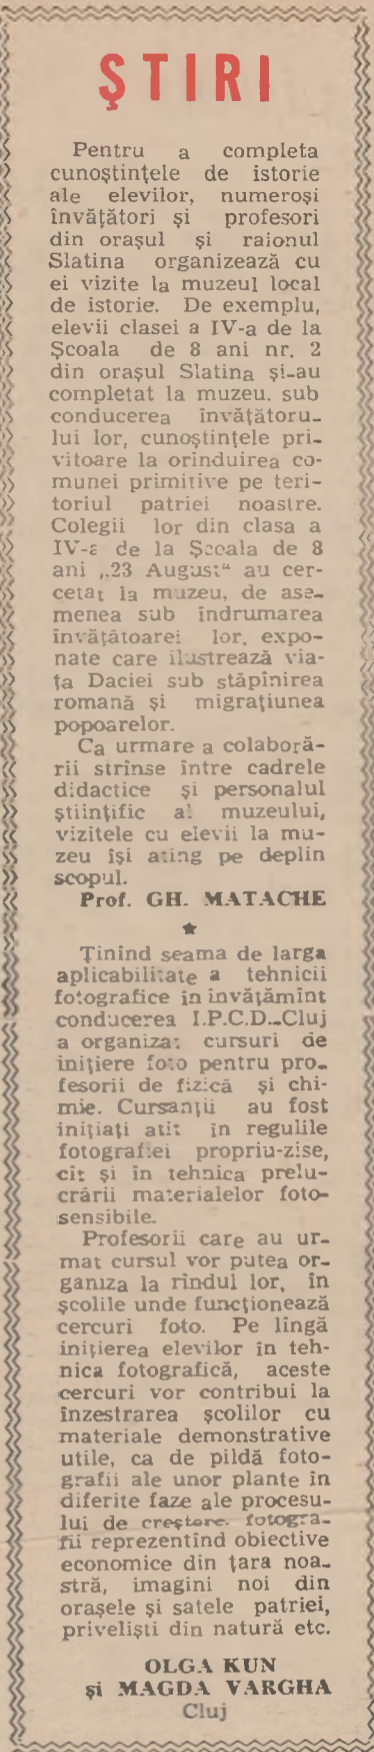 ŞTIRI
Pentru a completa
cunoştinţele de istorie
ale elevilor, numeroşi
învăţători şi profesori
din oraşul şi raionul
Slatina organizează cu
ei vizite la muzeul local
de istorie. De exemplu,
elevii clasei a IV-a de la
Şcoala de 8 ani nr. 2
din oraşul Slatina şi-au
completat la muzeu, sub
conducerea învăţătoru-
lui lor, cunoştinţele pri-
vitoare la orînduirea co-
munei primitive pe teri-
toriul patriei noastre.
Colegii lor din clasa a
IV-a de la Şcoala de 8
ani „23 August“ au cer-
cetat la muzeu, de ase-
menea sub îndrumarea
învăţătoarei lor, expo-
nate care ilustrează via-
ţa Daciei sub stăpînirea
romană şi migraţiunea
popoarelor.
Ca urmare a colaboră-
rii strînse între cadrele
didactice şi personalul
ştiinţific al muzeului,
vizitele cu elevii la mu-
zeu îşi ating pe deplin
scopul.
Prof. GH. MATACHE
★
Ţinînd seama de larga
aplicabilitate a tehnicii
fotografice în învăţămînt
conducerea I.P.C.D.-Cluj
a organizat cursuri de
iniţiere foto pentru pro-
fesorii de fizică şi chi-
mie. Cursanţii au fost
iniţiaţi atît în regulile
fotografiei propriu-zise,
cît şi în tehnica prelu-
crării materialelor foto-
sensibile.
Profesorii care au ur-
mat cursul vor putea or-
ganiza la rîndul lor, în
şcolile unde funcţionează
cercuri foto. Pe lîngă
iniţierea elevilor în teh-
nica fotografică, aceste
cercuri vor contribui la
înzestrarea şcolilor cu
materiale demonstrative
utile, ca de pildă foto-
grafii ale unor plante în
diferite faze ale procesu-
lui de creştere, fotogra-
fii reprezentînd obiective
economice din ţara noa-
stră, imagini noi din
oraşele şi satele patriei,
privelişti din natură etc.
OLGA KUN
şi MAGDA VARGHA
Cluj